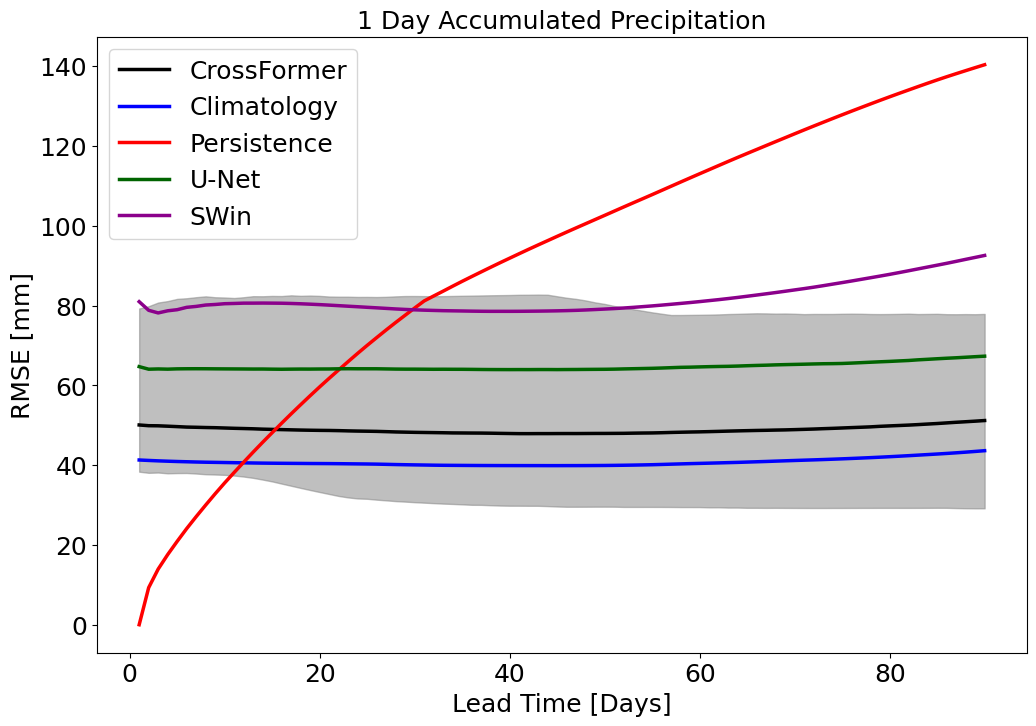 1 Day Accumulated Precipitation
CrossFormer
Climatology
Persistence
U-Net
SWin
RMSE [mm]
140
120
100
80
60
40
20
0
0 20 40 60 80
Lead Time [Days]